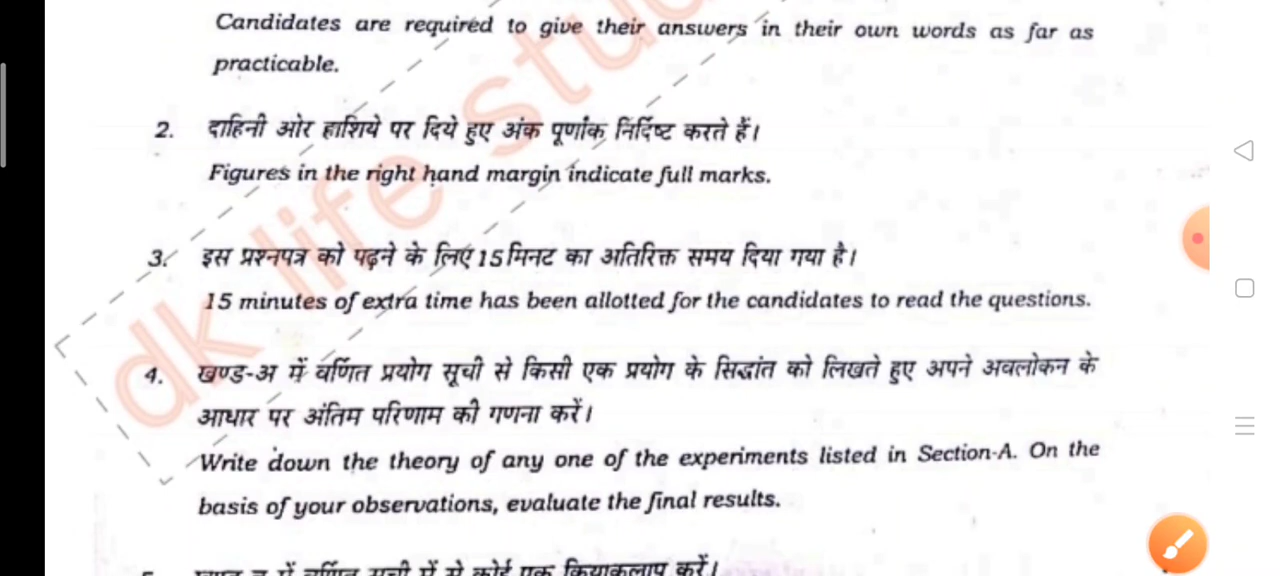 Candidates are required to give their answers in their own words as far as
practicable.
2. दाहिनी ओर हाशिये पर दिये हुए अंक पूर्णांक निर्दिष्ट करते हैं।
Figures in the right hand margin indicate full marks.
3. इस प्रश्नपत्र को पढ़ने के लिए 15 मिनट का अतिरिक्त समय दिया गया है।
15 minutes of extra time has been allotted for the candidates to read the questions.
4. खण्ड-अ में वर्णित प्रयोग सूची से किसी एक प्रयोग के सिद्धांत को लिखते हुए अपने अवलोकन के
आधार पर अंतिम परिणाम की गणना करें।
Write down the theory of any one of the experiments listed in Section-A. On the
basis of your observations, evaluate the final results.
में वर्णित सूची में से कोई एक क्रियाकलाप करें।
dk life stu